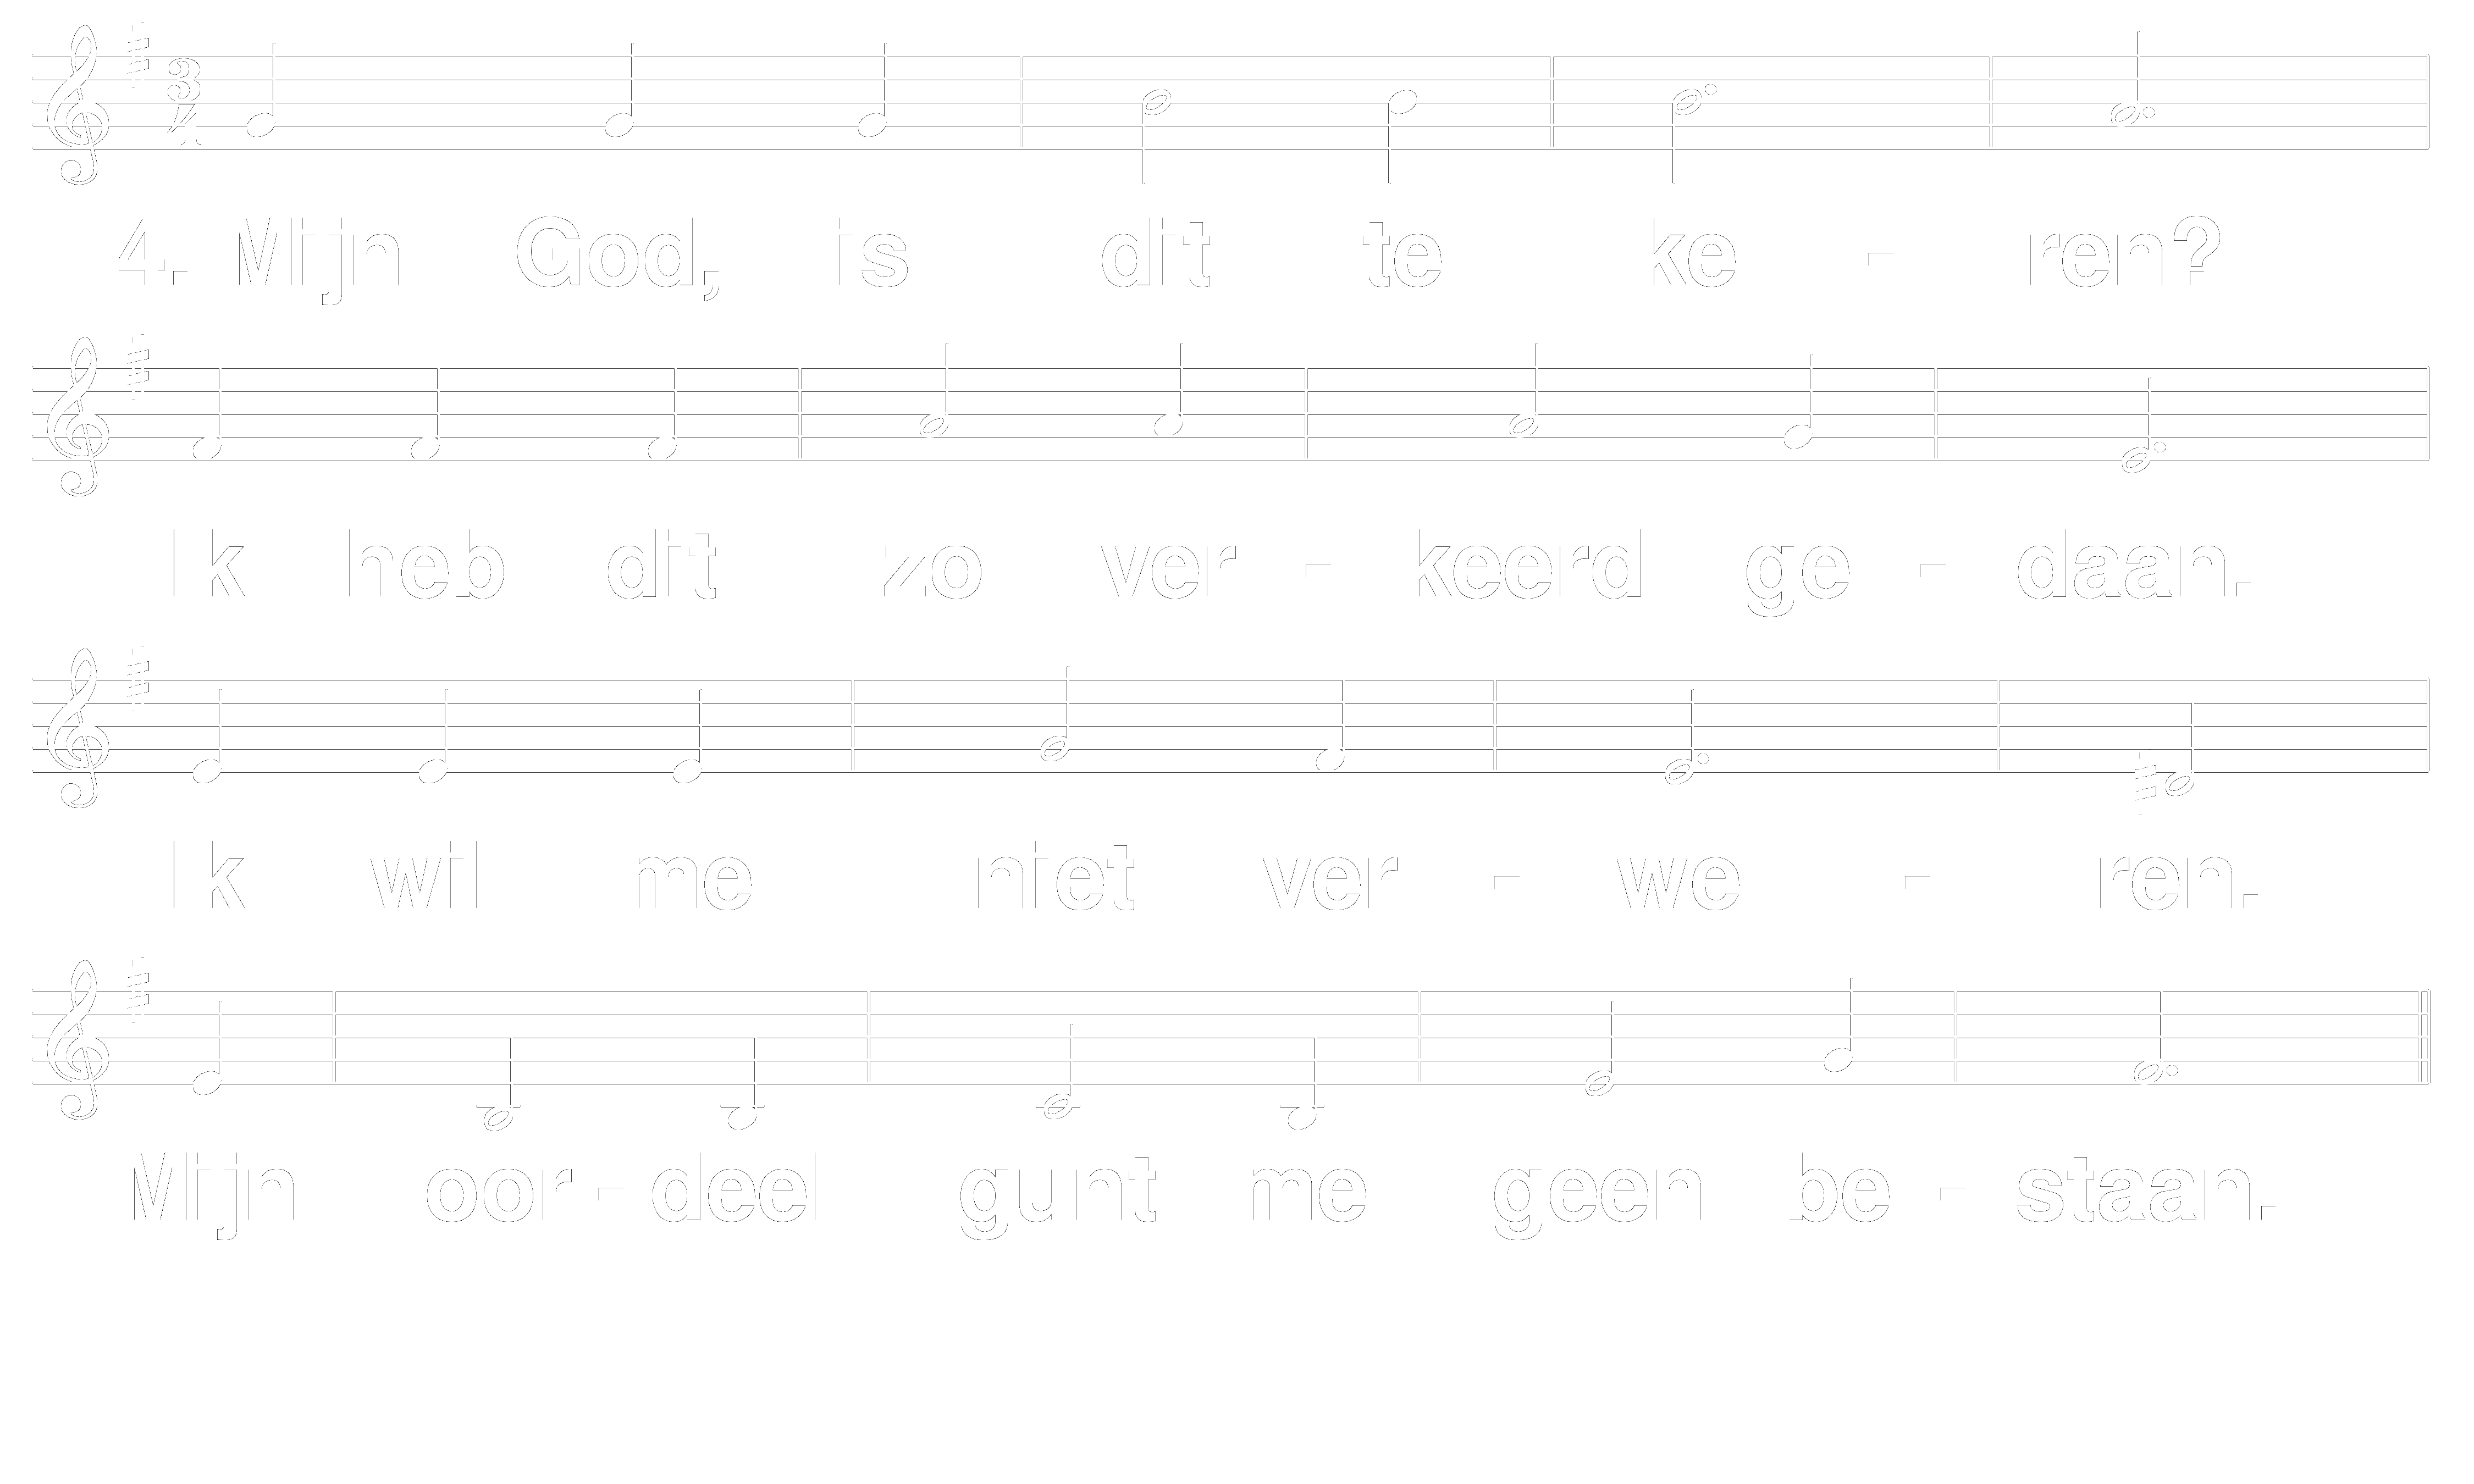 4. Mijn God, is dit te ke - ren?
Ik heb dit zo ver - keerd ge - daan.
Ik wil me niet ver - we - ren.
Mijn oor - deel gunt me geen be - staan.